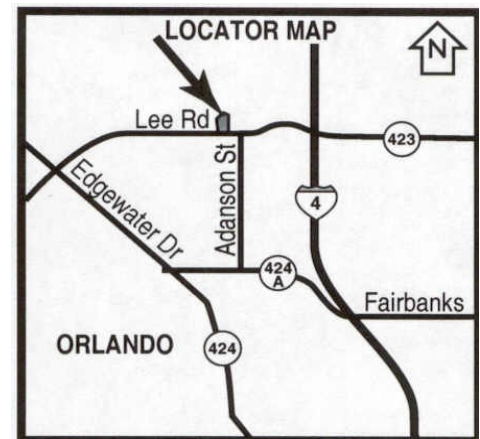 LOCATOR MAP
N
Lee Rd
423
Adanson St
Edgewater Dr
4
424
A
Fairbanks
ORLANDO
424